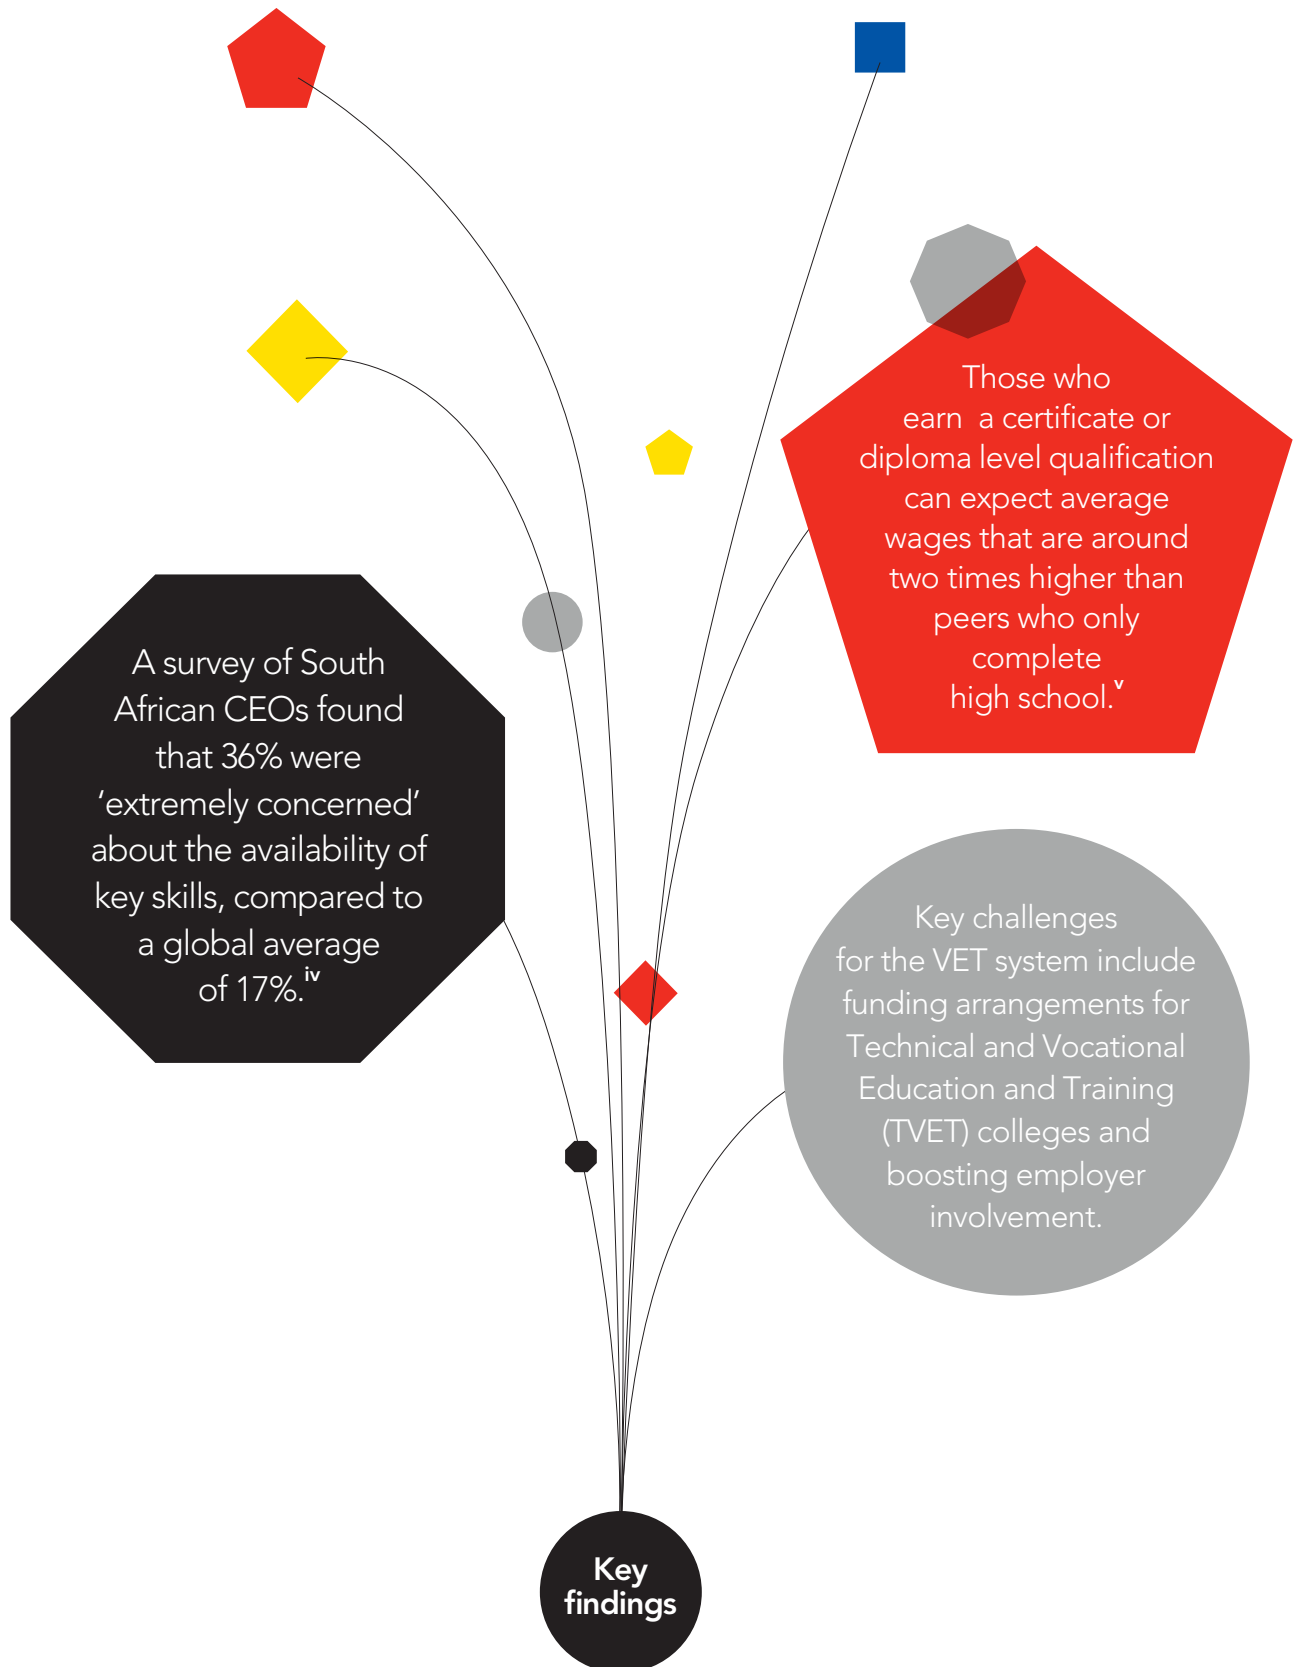 Those who
earn a certificate or
diploma level qualification
can expect average
wages that are around
two times higher than
peers who only
complete
high school.v
A survey of South
African CEOs found
that 36% were
‘extremely concerned’
about the availability of
key skills, compared to
a global average
of 17%.iv
Key challenges
for the VET system include
funding arrangements for
Technical and Vocational
Education and Training
(TVET) colleges and
boosting employer
involvement.
Key
findings